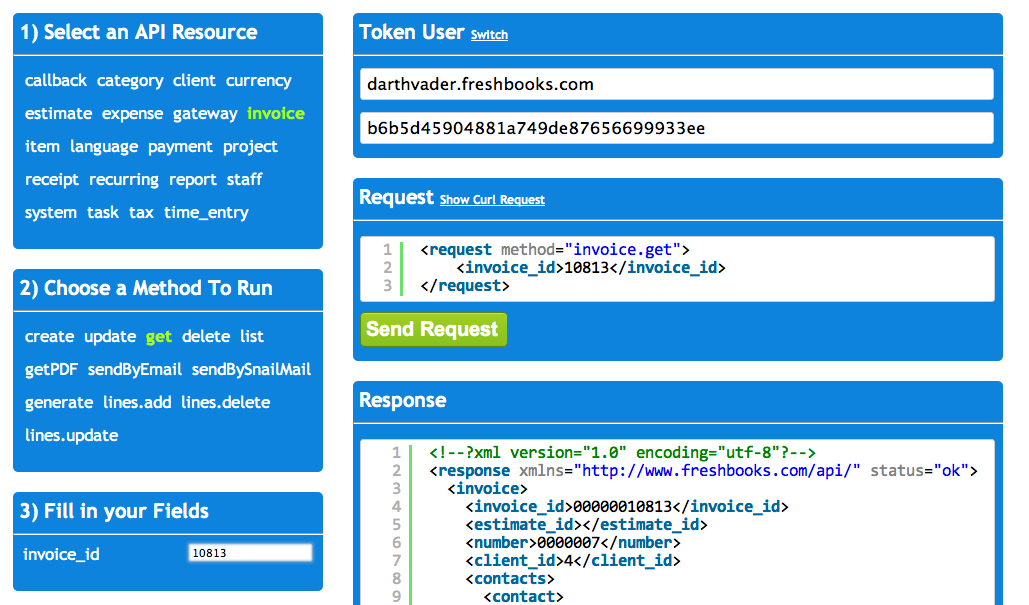 1) Select an API Resource
callback category client currency
estimate expense gateway invoice
item language payment project
receipt recurring report staff
system task tax time_entry
2) Choose a Method To Run
create update get delete list
getPDF sendByEmail sendBySnailMail
generate lines.add lines.delete
lines.update
3) Fill in your Fields
invoice_id 10813
Token User Switch
darthvader.freshbooks.com
b6b5d45904881a749de87656699933ee
Request Show Curl Request
1 <request method="invoice.get">
2 <invoice_id>10813</invoice_id>
3 </request>
Send Request
Response
1 <!--?xml version="1.0" encoding="utf-8"?-->
2 <response xmlns="http://www.freshbooks.com/api/" status="ok">
3 <invoice>
4 <invoice_id>00000010813</invoice_id>
5 <estimate_id></estimate_id>
6 <number>0000007</number>
7 <client_id>4</client_id>
8 <contacts>
9 <contact>